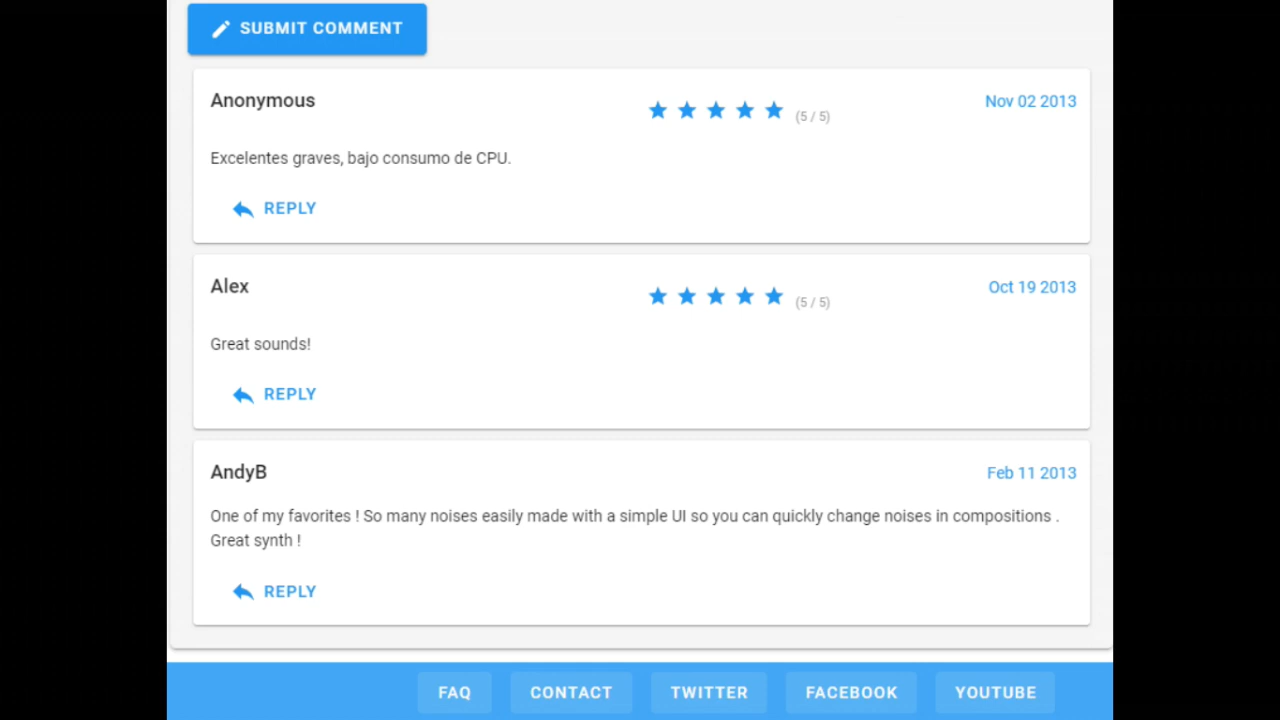 SUBMIT COMMENT
Anonymous
(5 / 5)
Nov 02 2013
Excelentes graves, bajo consumo de CPU.
REPLY
Alex
(5 / 5)
Oct 19 2013
Great sounds!
REPLY
AndyB
Feb 11 2013
One of my favorites ! So many noises easily made with a simple UI so you can quickly change noises in compositions .
Great synth !
REPLY
FAQ
CONTACT
TWITTER
FACEBOOK
YOUTUBE